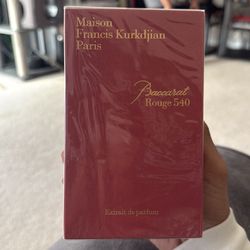 Maison
Francis Kurkdjian
Paris
Baccarat
Rouge 540
Extrait de parfum